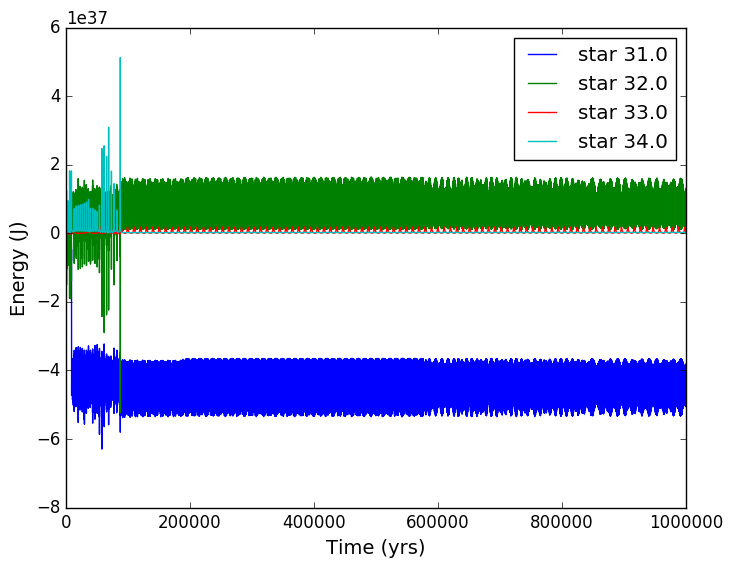 1e37
6
4
2
0
−2
−4
−6
−8
Energy (J)
star 31.0
star 32.0
star 33.0
star 34.0
0 200000 400000 600000 800000 1000000
Time (yrs)